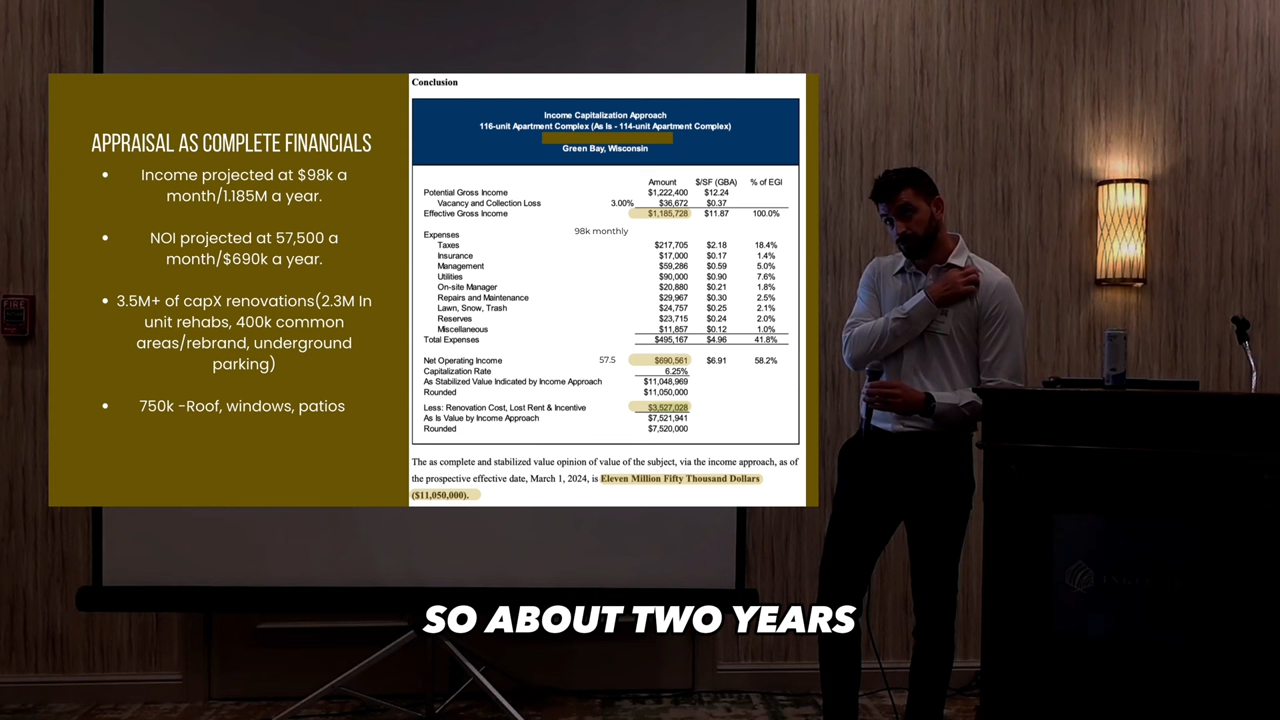 APPRAISAL AS COMPLETE FINANCIALS
• Income projected at $98k a
month/1.185M a year.
• NOI projected at 57,500 a
month/$690k a year.
• 3.5M+ of capX renovations(2.3M In
unit rehabs, 400k common
areas/rebrand, underground
parking)
• 750k -Roof, windows, patios
Conclusion
Income Capitalization Approach
116-unit Apartment Complex (As Is - 114-unit Apartment Complex)
Green Bay, Wisconsin
Amount $/SF (GBA) % of EGI
Potential Gross Income $1,222,400 $12.24
Vacancy and Collection Loss 3.00% $36,672 $0.37
Effective Gross Income $1,185,728 $11.87 100.0%
98k monthly
Expenses
Taxes $217,705 $2.18 18.4%
Insurance $17,000 $0.17 1.4%
Management $59,286 $0.59 5.0%
Utilities $90,000 $0.90 7.6%
On-site Manager $20,880 $0.21 1.8%
Repairs and Maintenance $29,967 $0.30 2.5%
Lawn, Snow, Trash $24,757 $0.25 2.1%
Reserves $23,715 $0.24 2.0%
Miscellaneous $11,857 $0.12 1.0%
Total Expenses $495,167 $4.96 41.8%
Net Operating Income 57.5 $690,561 $6.91 58.2%
Capitalization Rate 6.25%
As Stabilized Value Indicated by Income Approach $11,048,969
Rounded $11,050,000
Less: Renovation Cost, Lost Rent & Incentive $3,527,028
As Is Value by Income Approach $7,521,941
Rounded $7,520,000
The as complete and stabilized value opinion of value of the subject, via the income approach, as of
the prospective effective date, March 1, 2024, is Eleven Million Fifty Thousand Dollars
($11,050,000).
FIRE
SO ABOUT TWO YEARS